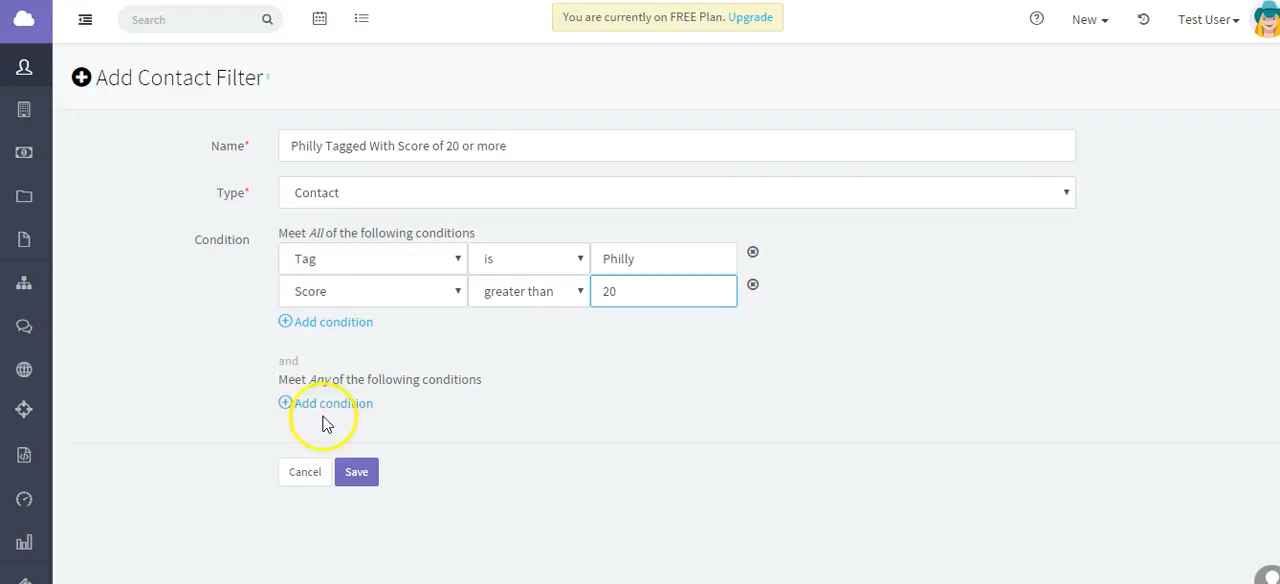 Search
You are currently on FREE Plan. Upgrade
New
Test User
Add Contact Filter
Name*
Philly Tagged With Score of 20 or more
Type*
Contact
Condition
Meet All of the following conditions
Tag
is
Philly
Score
greater than
20
Add condition
and
Meet Any of the following conditions
Add condition
Cancel
Save